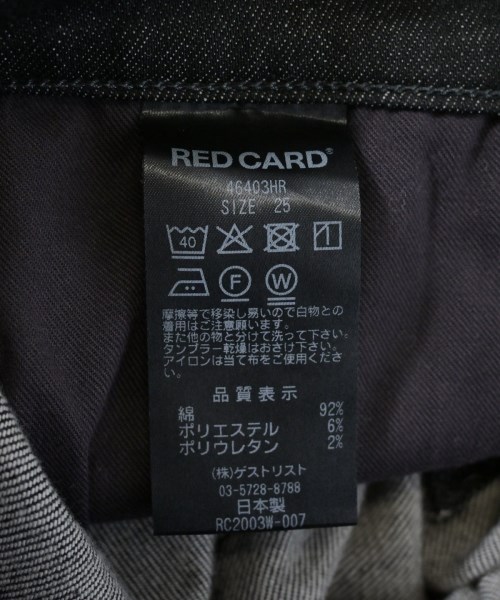 RED CARD®
46403HR
SIZE 25
40
F W
摩擦等で移染し易いので白物との
着用はご注意願います。
また他の物と分けて洗って下さい。
タンブラー乾燥はおさけ下さい。
アイロンは当て布をご使用くださ
い。
品質表示
綿 92%
ポリエステル 6%
ポリウレタン 2%
(株)ゲストリスト
03-5728-8788
日本製
RC2003W-007